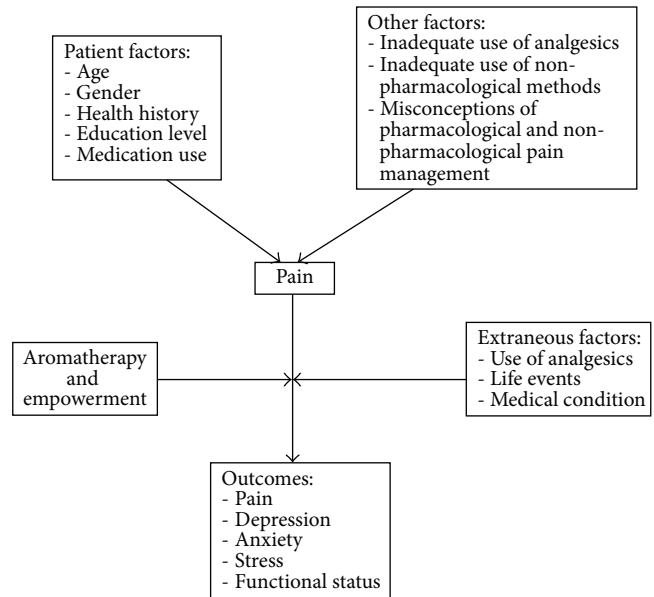 Patient factors:
- Age
- Gender
- Health history
- Education level
- Medication use
Other factors:
- Inadequate use of analgesics
- Inadequate use of non-
pharmacological methods
- Misconceptions of
pharmacological and non-
pharmacological pain
management
Pain
Aromatherapy
and
empowerment
Extraneous factors:
- Use of analgesics
- Life events
- Medical condition
Outcomes:
- Pain
- Depression
- Anxiety
- Stress
- Functional status